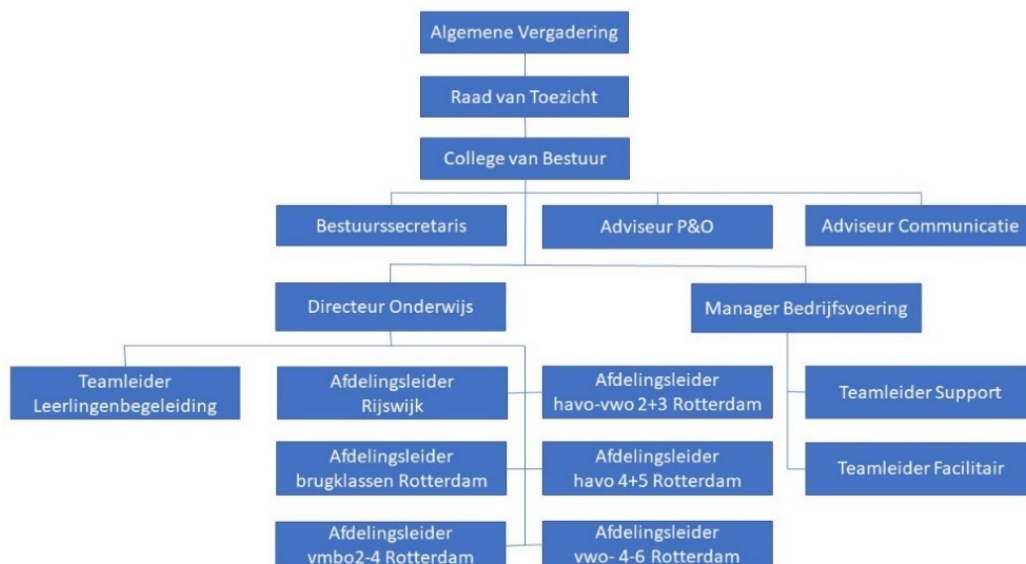 Algemene Vergadering
Raad van Toezicht
College van Bestuur
Bestuurssecretaris
Adviseur P&O
Adviseur Communicatie
Directeur Onderwijs
Manager Bedrijfsvoering
Teamleider
Leerlingenbegeleiding
Afdelingsleider
Rijswijk
Afdelingsleider
havo-vwo 2+3 Rotterdam
Teamleider Support
Afdelingsleider
brugklassen Rotterdam
Afdelingsleider
havo 4+5 Rotterdam
Teamleider Facilitair
Afdelingsleider
vmbo2-4 Rotterdam
Afdelingsleider
vwo- 4-6 Rotterdam